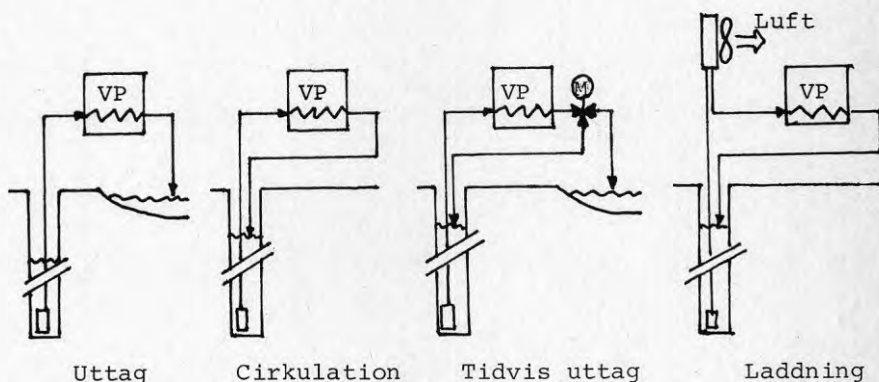 Luft
VP
VP
VP
M
VP
Uttag
Cirkulation
Tidvis uttag
Laddning